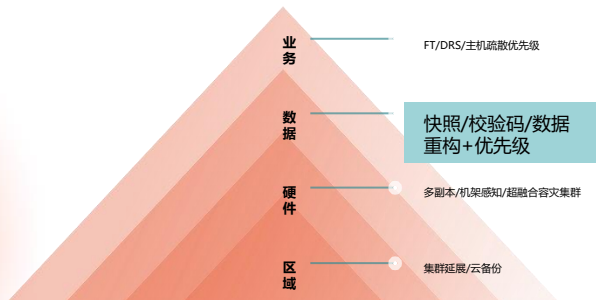 业务
FT/DRS/主机疏散优先级
数据
快照/校验码/数据
重构+优先级
硬件
多副本/机架感知/超融合容灾集群
区域
集群延展/云备份